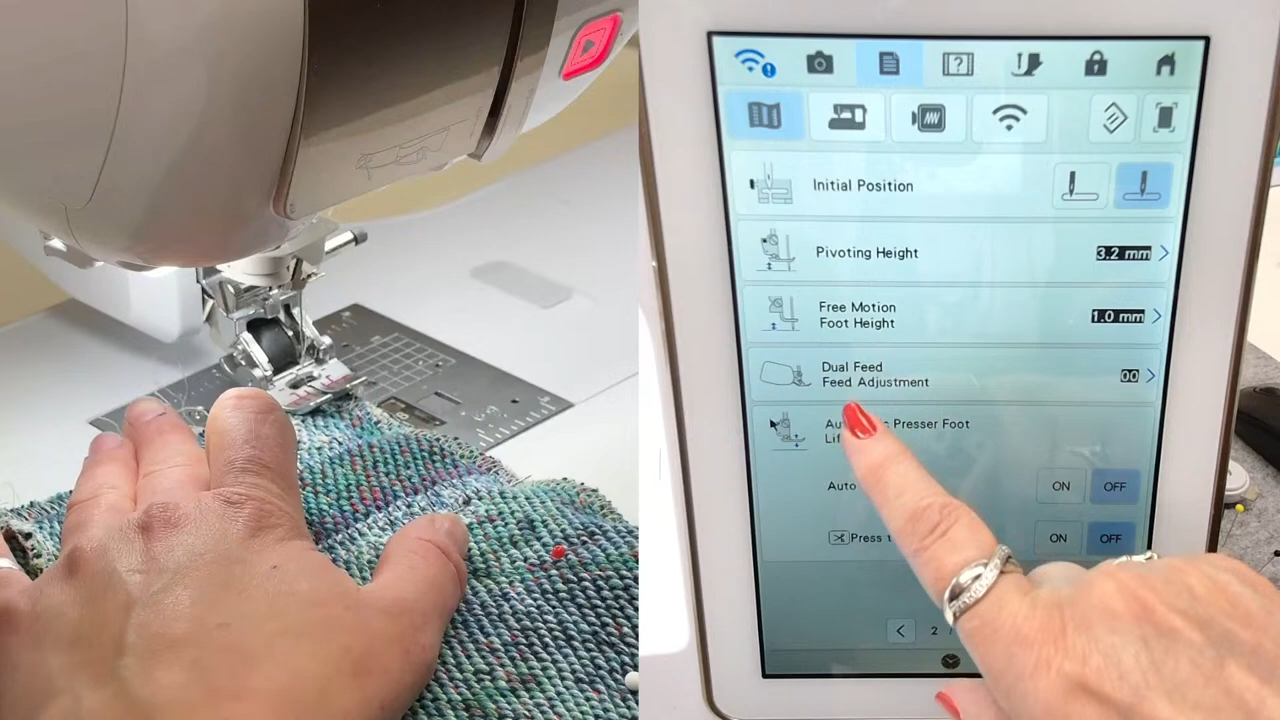 Initial Position
Pivoting Height
3.2 mm
Free Motion
Foot Height
1.0 mm
Dual Feed
Feed Adjustment
00
Presser Foot
Auto
ON
OFF
Press
ON
OFF
2